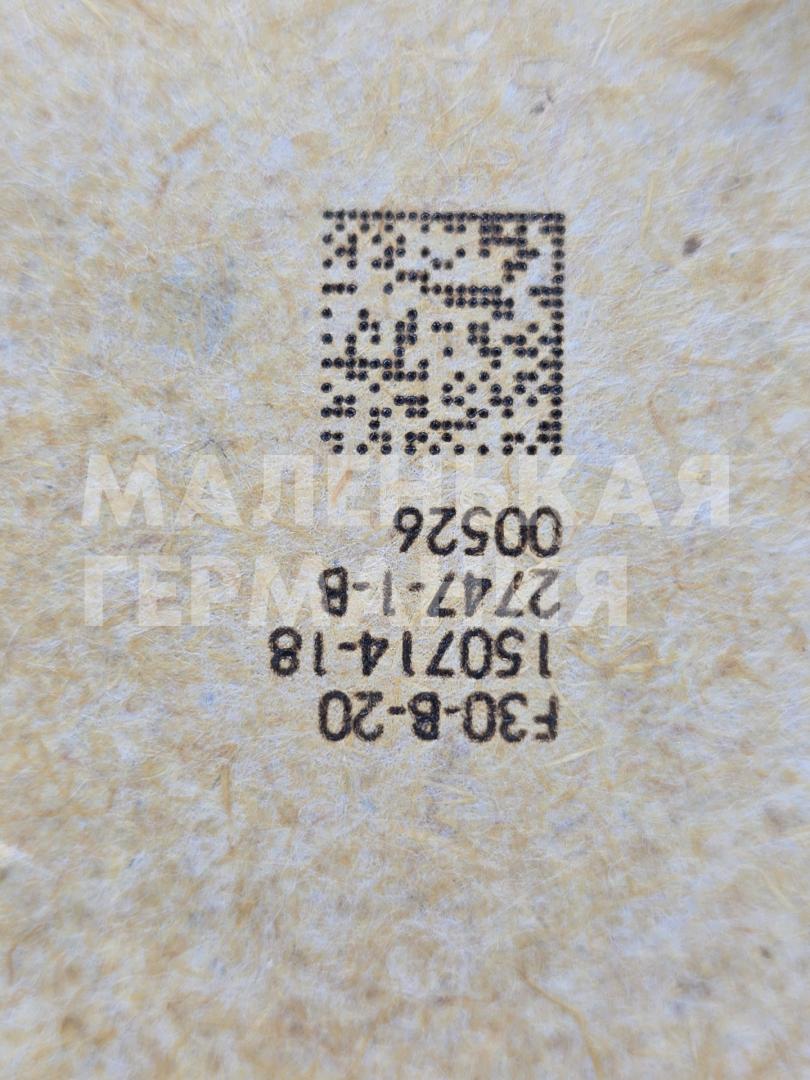 F30-B-20
150714-18
2747-1-B
00526
МАЛЕНЬКАЯ
ГЕРМАНИЯ